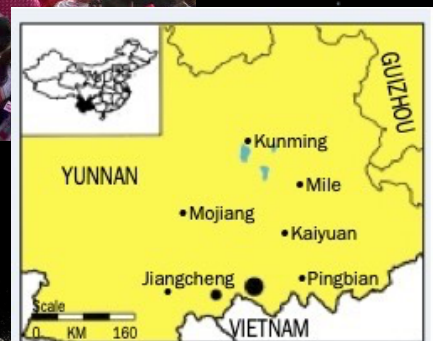 GUIZHOU
Kunming
YUNNAN
Mile
Mojiang
Kaiyuan
Jiangcheng
Pingbian
Scale
0 KM 160
VIETNAM